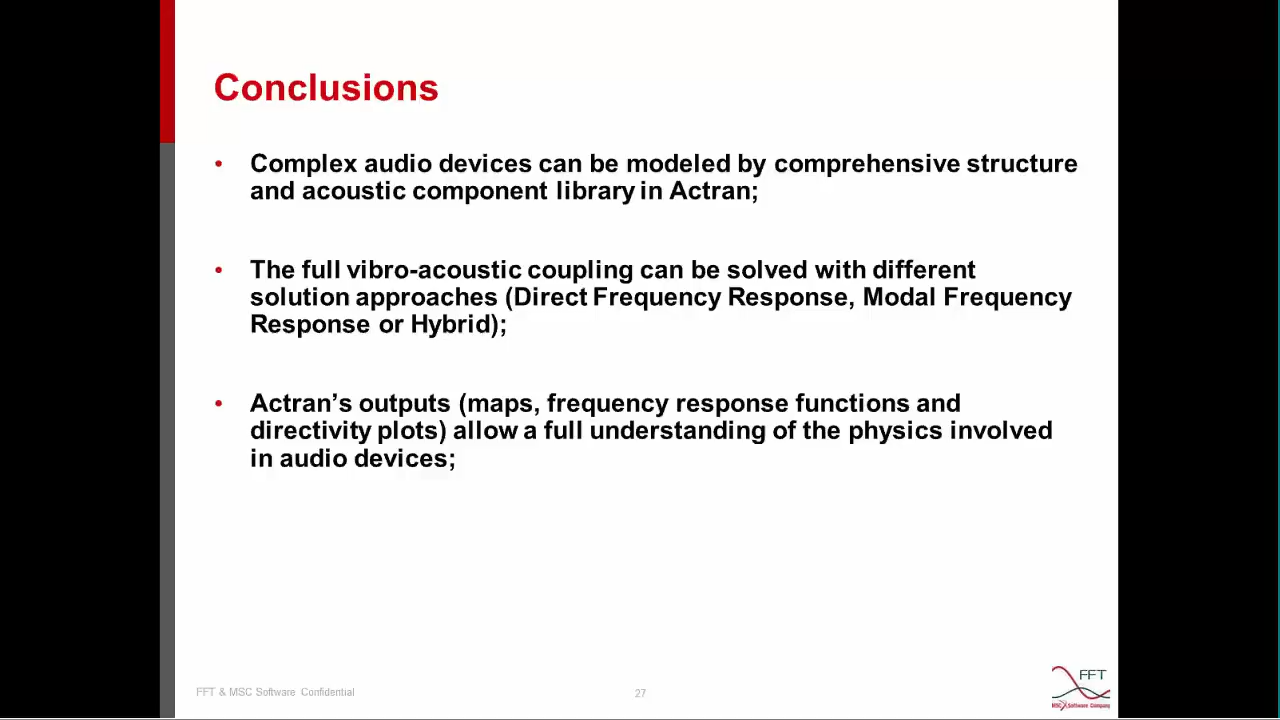 Conclusions
• Complex audio devices can be modeled by comprehensive structure
and acoustic component library in Actran;
• The full vibro-acoustic coupling can be solved with different
solution approaches (Direct Frequency Response, Modal Frequency
Response or Hybrid);
• Actran’s outputs (maps, frequency response functions and
directivity plots) allow a full understanding of the physics involved
in audio devices;
FFT & MSC Software Confidential
27
FFT
MSC Software Company